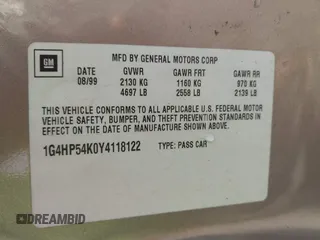 GM
MFD BY GENERAL MOTORS CORP
DATE GVWR GAWR FRT GAWR RR
08/99 2130 KG 1160 KG 970 KG
4697 LB 2558 LB 2139 LB
THIS VEHICLE CONFORMS TO ALL APPLICABLE U.S. FEDERAL MOTOR
VEHICLE SAFETY, BUMPER, AND THEFT PREVENTION STANDARDS
IN EFFECT ON THE DATE OF MANUFACTURE SHOWN ABOVE.
1G4HP54K0Y4118122 TYPE: PASS CAR
AUTOBIDMASTER